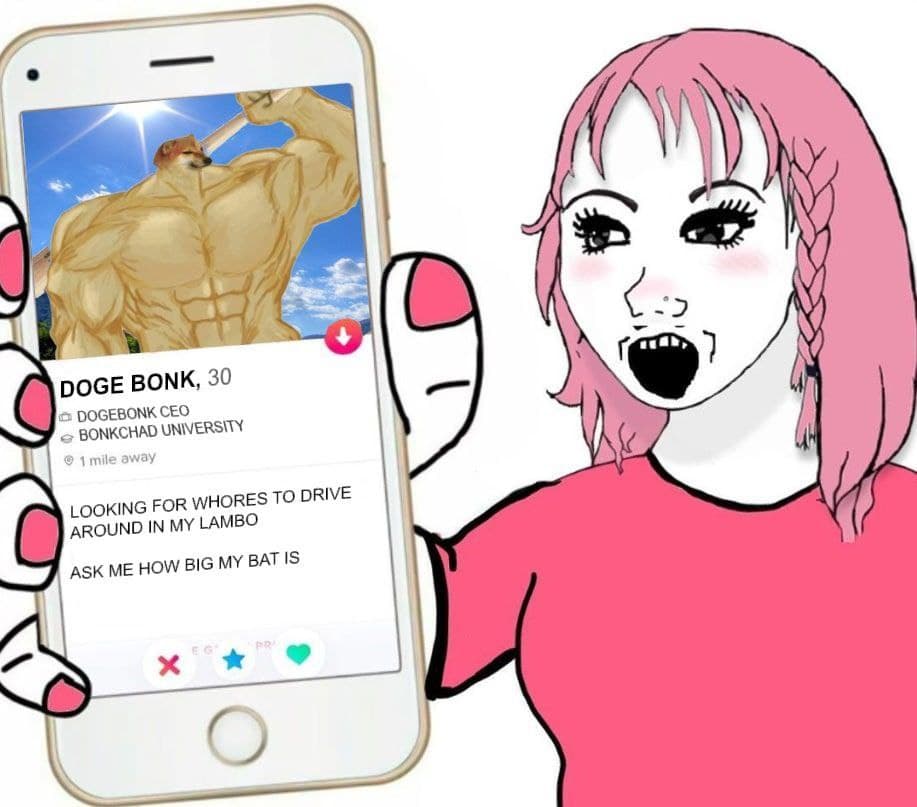 DOGE BONK, 30
DOGEBONK CEO
BONKCHAD UNIVERSITY
1 mile away
LOOKING FOR WHORES TO DRIVE
AROUND IN MY LAMBO
ASK ME HOW BIG MY BAT IS